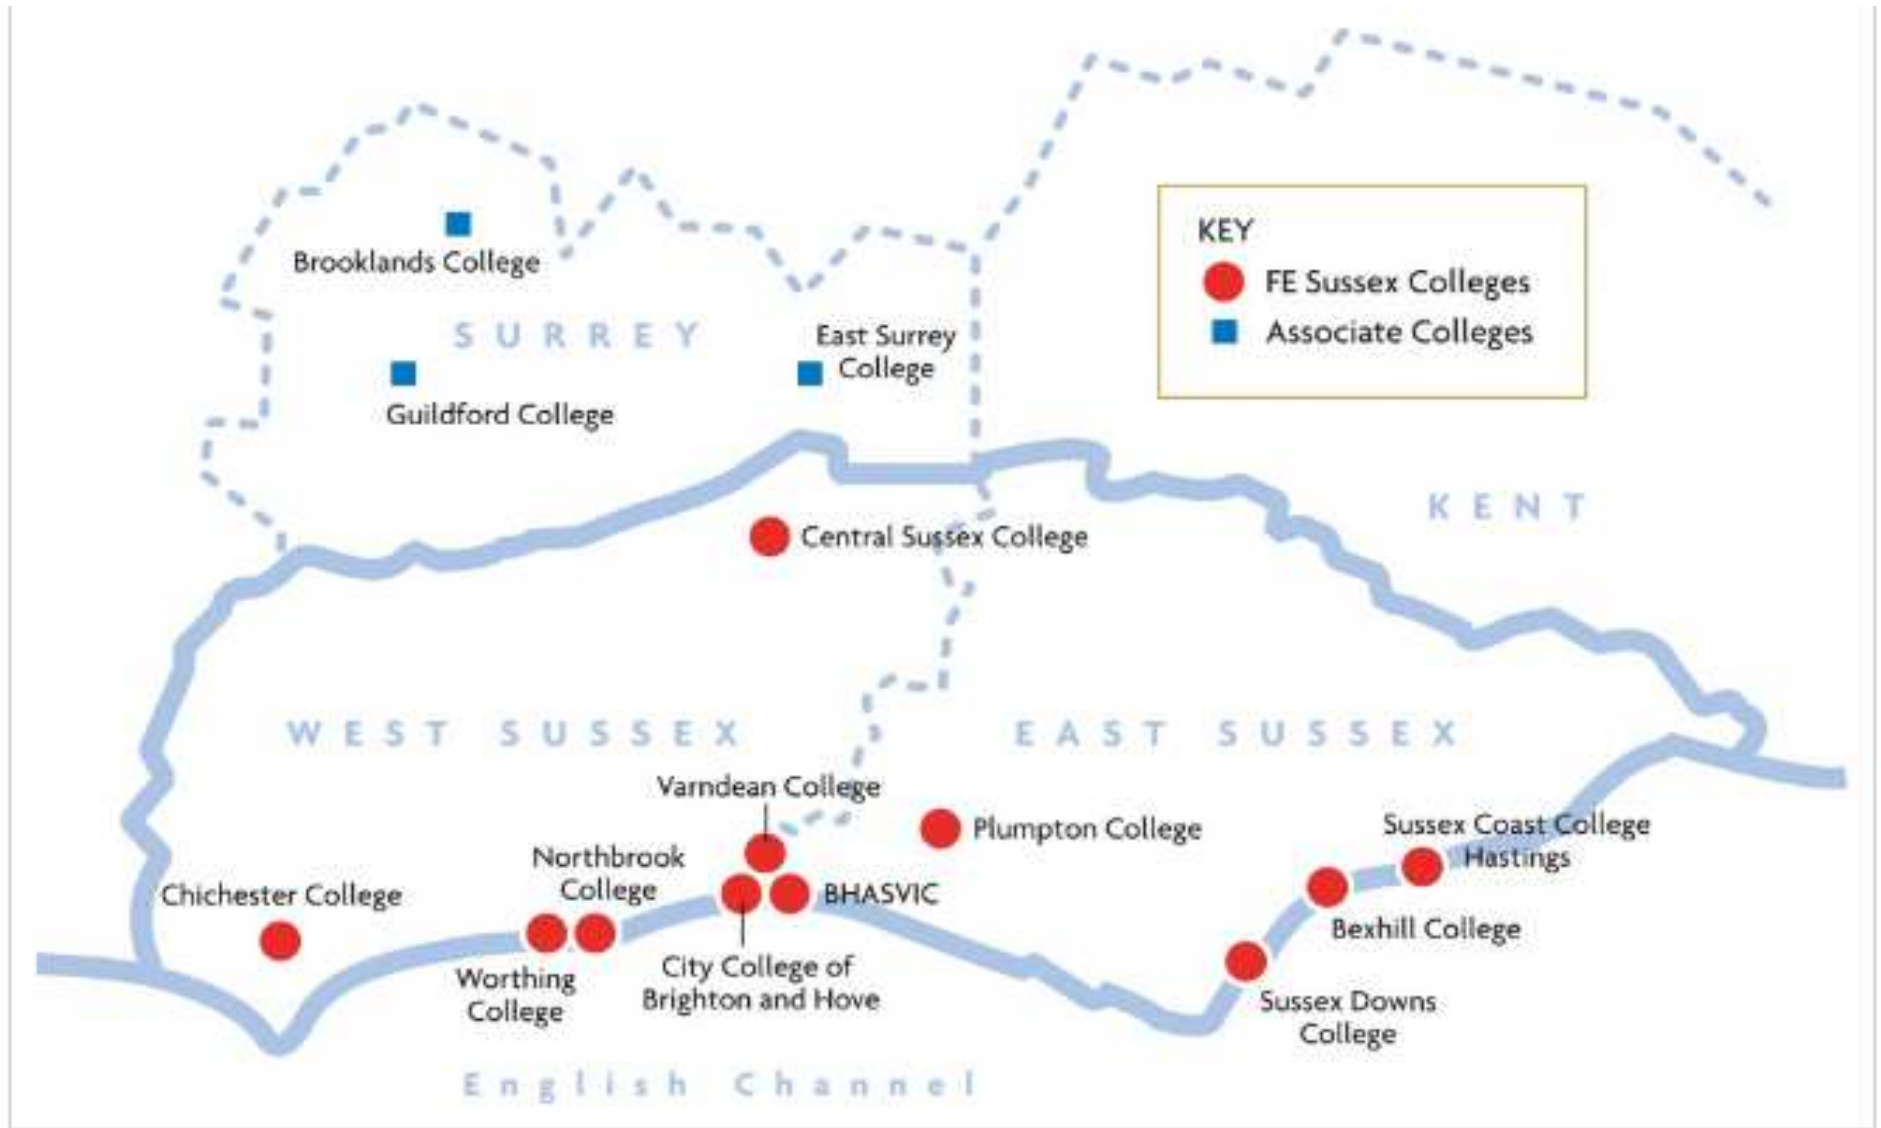 KEY
FE Sussex Colleges
Associate Colleges
Brooklands College
SURREY
East Surrey
College
Guildford College
KENT
Central Sussex College
WEST SUSSEX
EAST SUSSEX
Varndean College
Plumpton College
Sussex Coast College
Hastings
Northbrook
College
Chichester College
BHASVIC
Bexhill College
Worthing
College
City College of
Brighton and Hove
Sussex Downs
College
English Channel